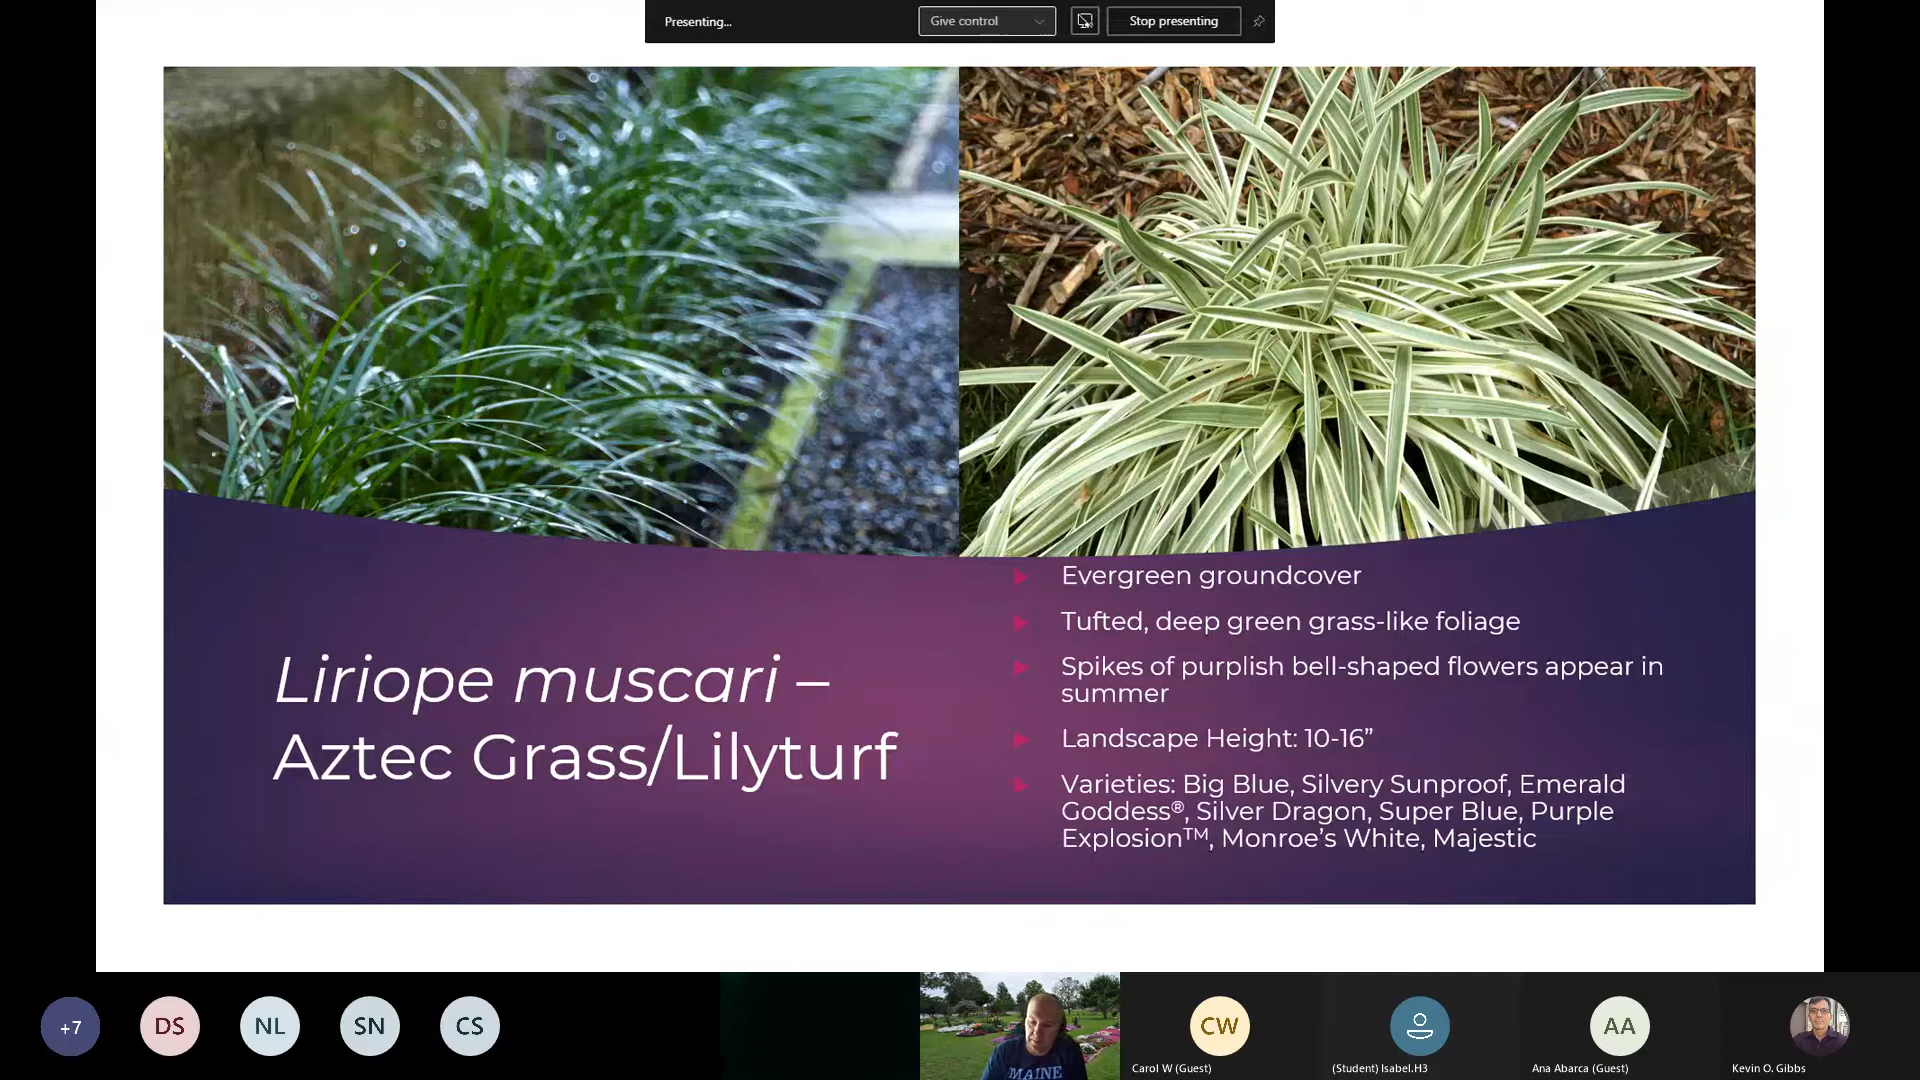 Presenting...
Give control
Stop presenting
Liriope muscari –
Aztec Grass/Lilyturf
Evergreen groundcover
Tufted, deep green grass-like foliage
Spikes of purplish bell-shaped flowers appear in
summer
Landscape Height: 10-16”
Varieties: Big Blue, Silvery Sunproof, Emerald
Goddess®, Silver Dragon, Super Blue, Purple
Explosion™, Monroe’s White, Majestic
+7
DS
NL
SN
CS
MAINE
CW
AA
Carol W (Guest)
(Student) Isabel.H3
Ana Abarca (Guest)
Kevin O. Gibbs